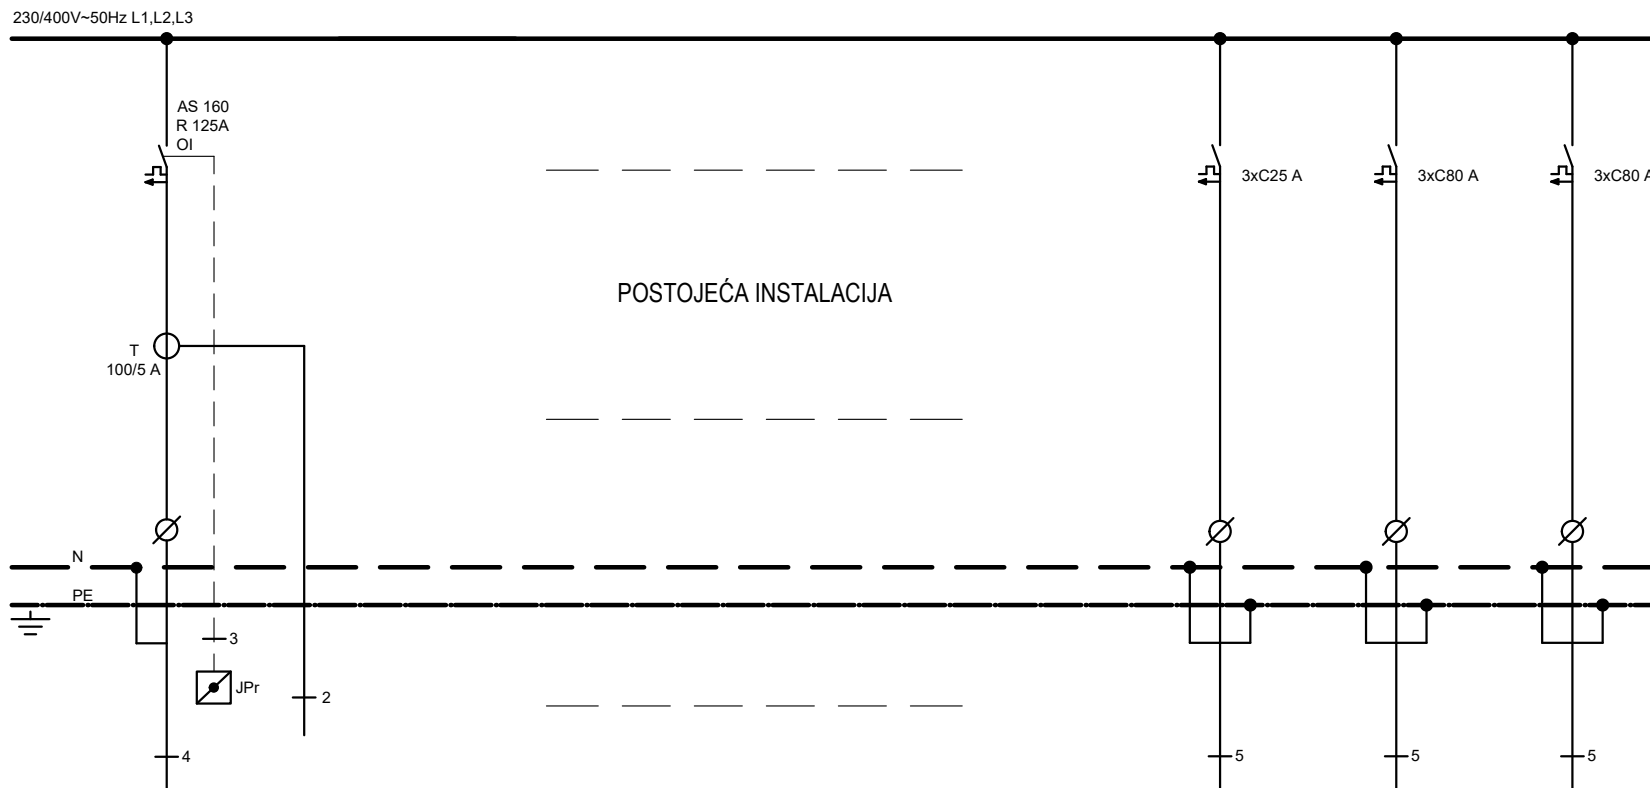 230/400V~50Hz L1,L2,L3
AS 160
R 125A
OI
3xC25 A
3xC80 A
3xC80 A
POSTOJEĆA INSTALACIJA
T
100/5 A
N
PE
3
JPr
2
4
5
5
5